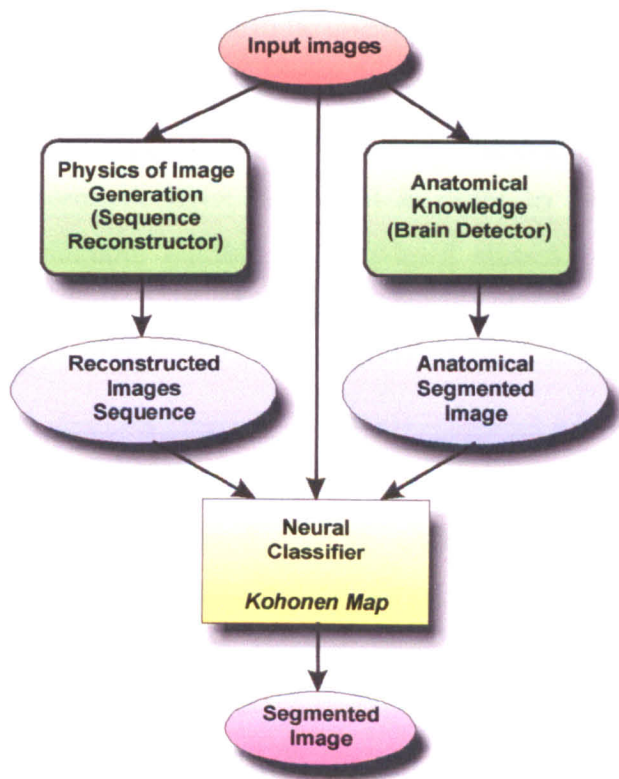 Input images
Physics of Image
Generation
(Sequence
Reconstructor)
Anatomical
Knowledge
(Brain Detector)
Reconstructed
Images
Sequence
Anatomical
Segmented
Image
Neural
Classifier
Kohonen Map
Segmented
Image